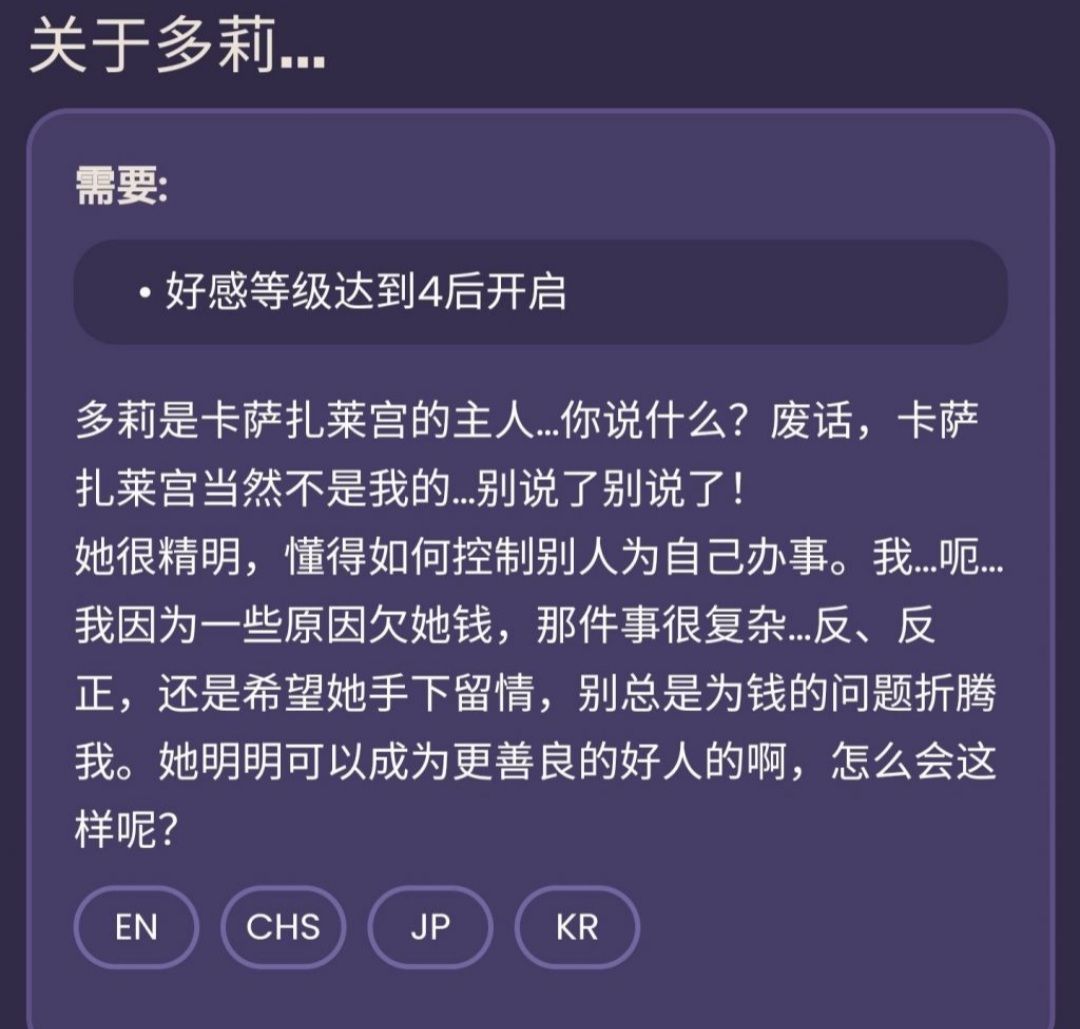 关于多莉...
需要:
• 好感等级达到4后开启
多莉是卡萨扎莱宫的主人...你说什么？废话，卡萨
扎莱宫当然不是我的...别说了别说了！
她很精明，懂得如何控制别人为自己办事。我...呃...
我因为一些原因欠她钱，那件事很复杂...反、反
正，还是希望她手下留情，别总是为钱的问题折腾
我。她明明可以成为更善良的好人的啊，怎么会这
样呢？
EN CHS JP KR